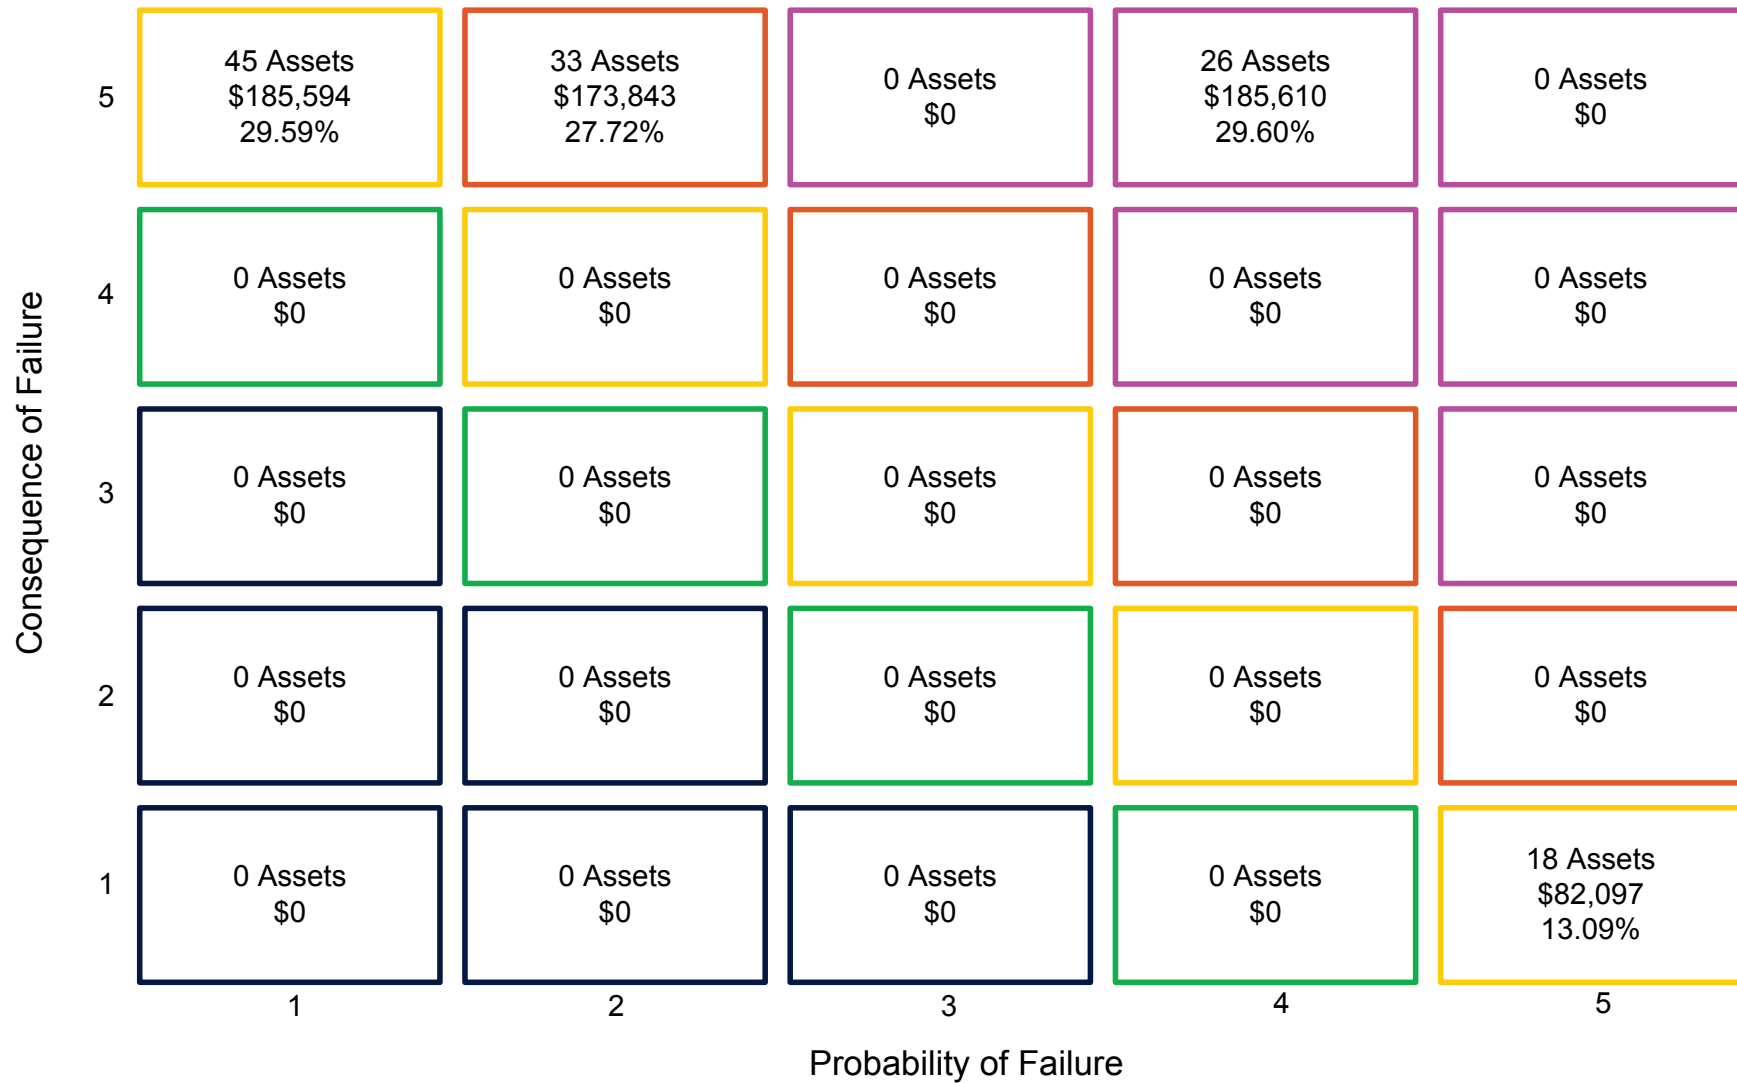 45 Assets
$185,594
29.59%
33 Assets
$173,843
27.72%
0 Assets
$0
26 Assets
$185,610
29.60%
0 Assets
$0
5
0 Assets
$0
0 Assets
$0
0 Assets
$0
0 Assets
$0
0 Assets
$0
4
Consequence of Failure
0 Assets
$0
0 Assets
$0
0 Assets
$0
0 Assets
$0
0 Assets
$0
3
0 Assets
$0
0 Assets
$0
0 Assets
$0
0 Assets
$0
0 Assets
$0
2
0 Assets
$0
0 Assets
$0
0 Assets
$0
0 Assets
$0
18 Assets
$82,097
13.09%
1
1
2
3
4
5
Probability of Failure